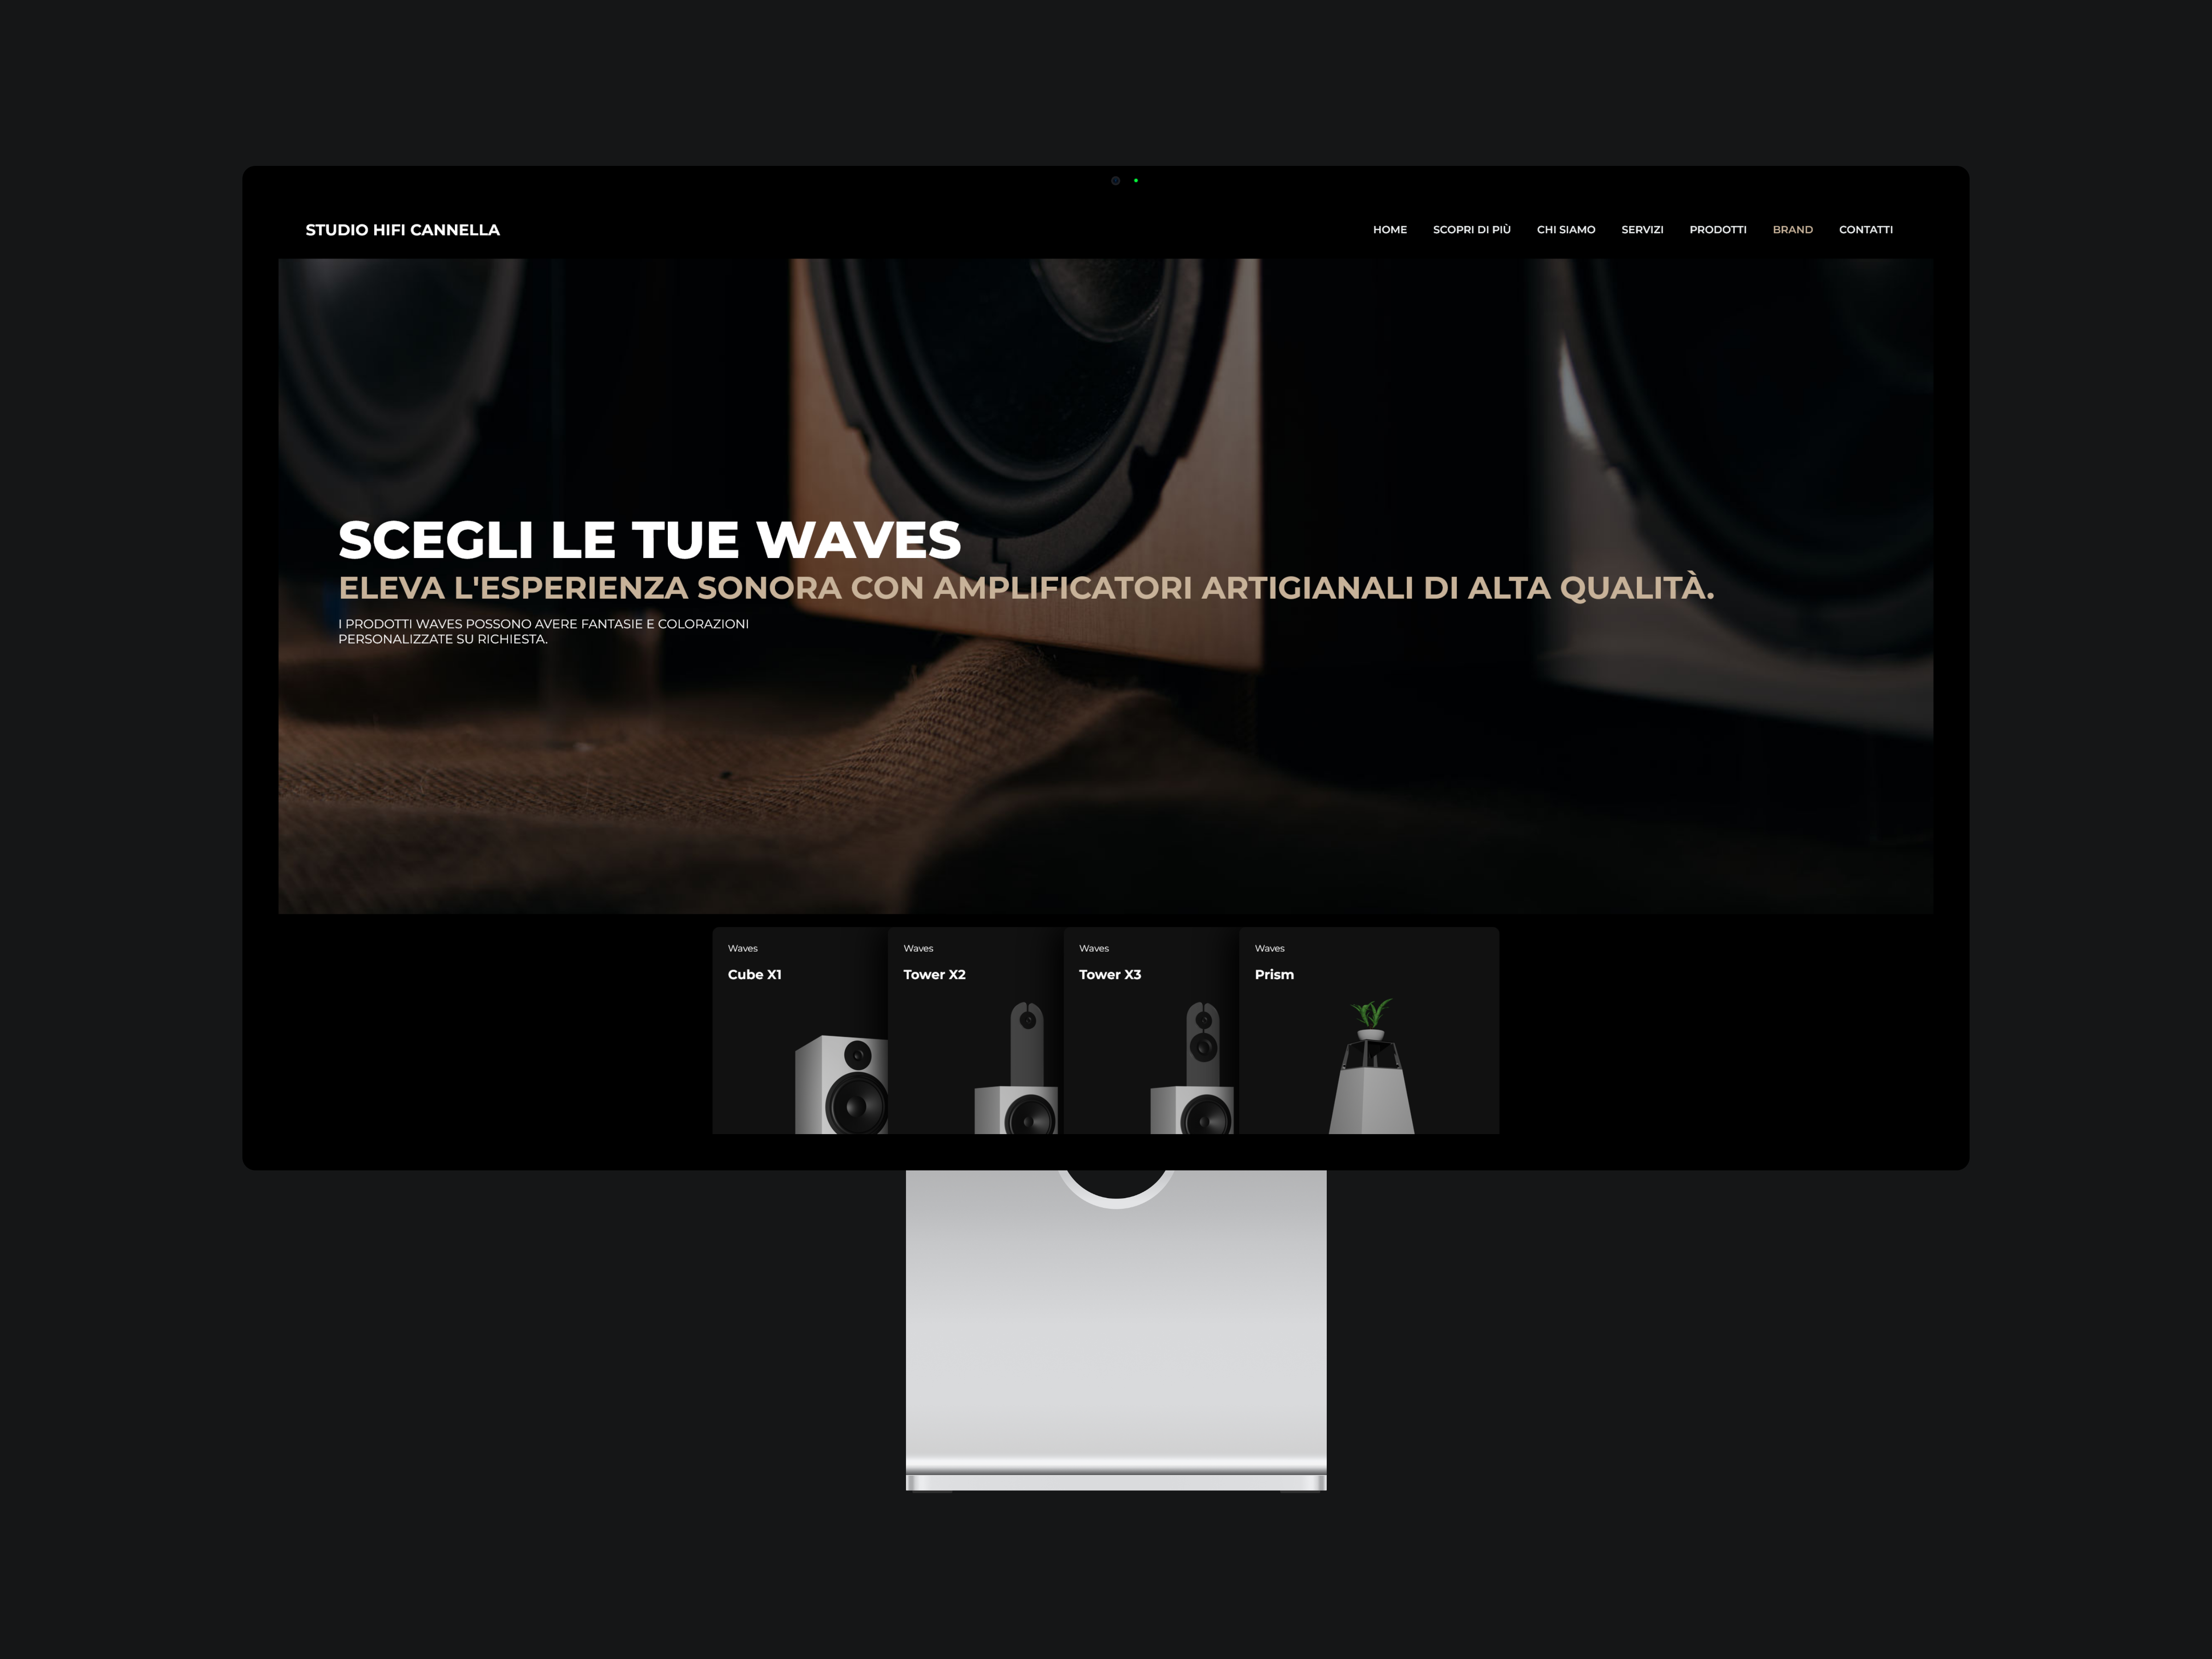 STUDIO HIFI CANNELLA
HOME SCOPRI DI PIÙ CHI SIAMO SERVIZI PRODOTTI BRAND CONTATTI
SCEGLI LE TUE WAVES
ELEVA L'ESPERIENZA SONORA CON AMPLIFICATORI ARTIGIANALI DI ALTA QUALITÀ.
I PRODOTTI WAVES POSSONO AVERE FANTASIE E COLORAZIONI
PERSONALIZZATE SU RICHIESTA.
Waves
Cube X1
Waves
Tower X2
Waves
Tower X3
Waves
Prism